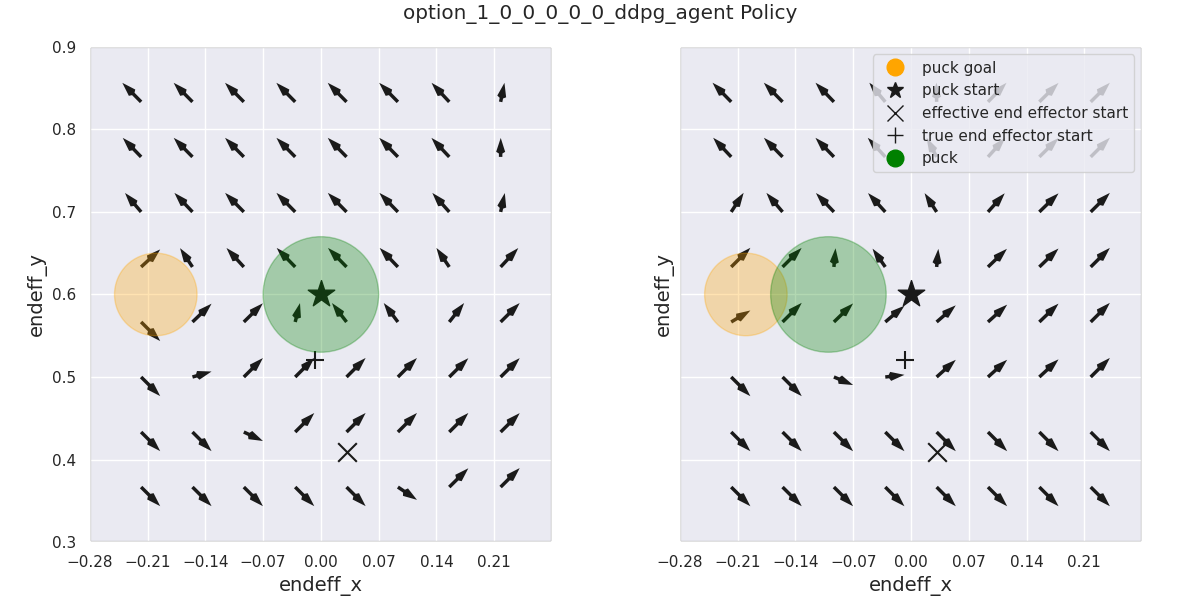 option_1_0_0_0_0_0_ddpg_agent Policy
0.9
0.8
0.7
0.6
0.5
0.4
0.3
endeff_y
−0.28 −0.21 −0.14 −0.07 0.00 0.07 0.14 0.21
endeff_x
puck goal
puck start
effective end effector start
true end effector start
puck
endeff_y
−0.28 −0.21 −0.14 −0.07 0.00 0.07 0.14 0.21
endeff_x